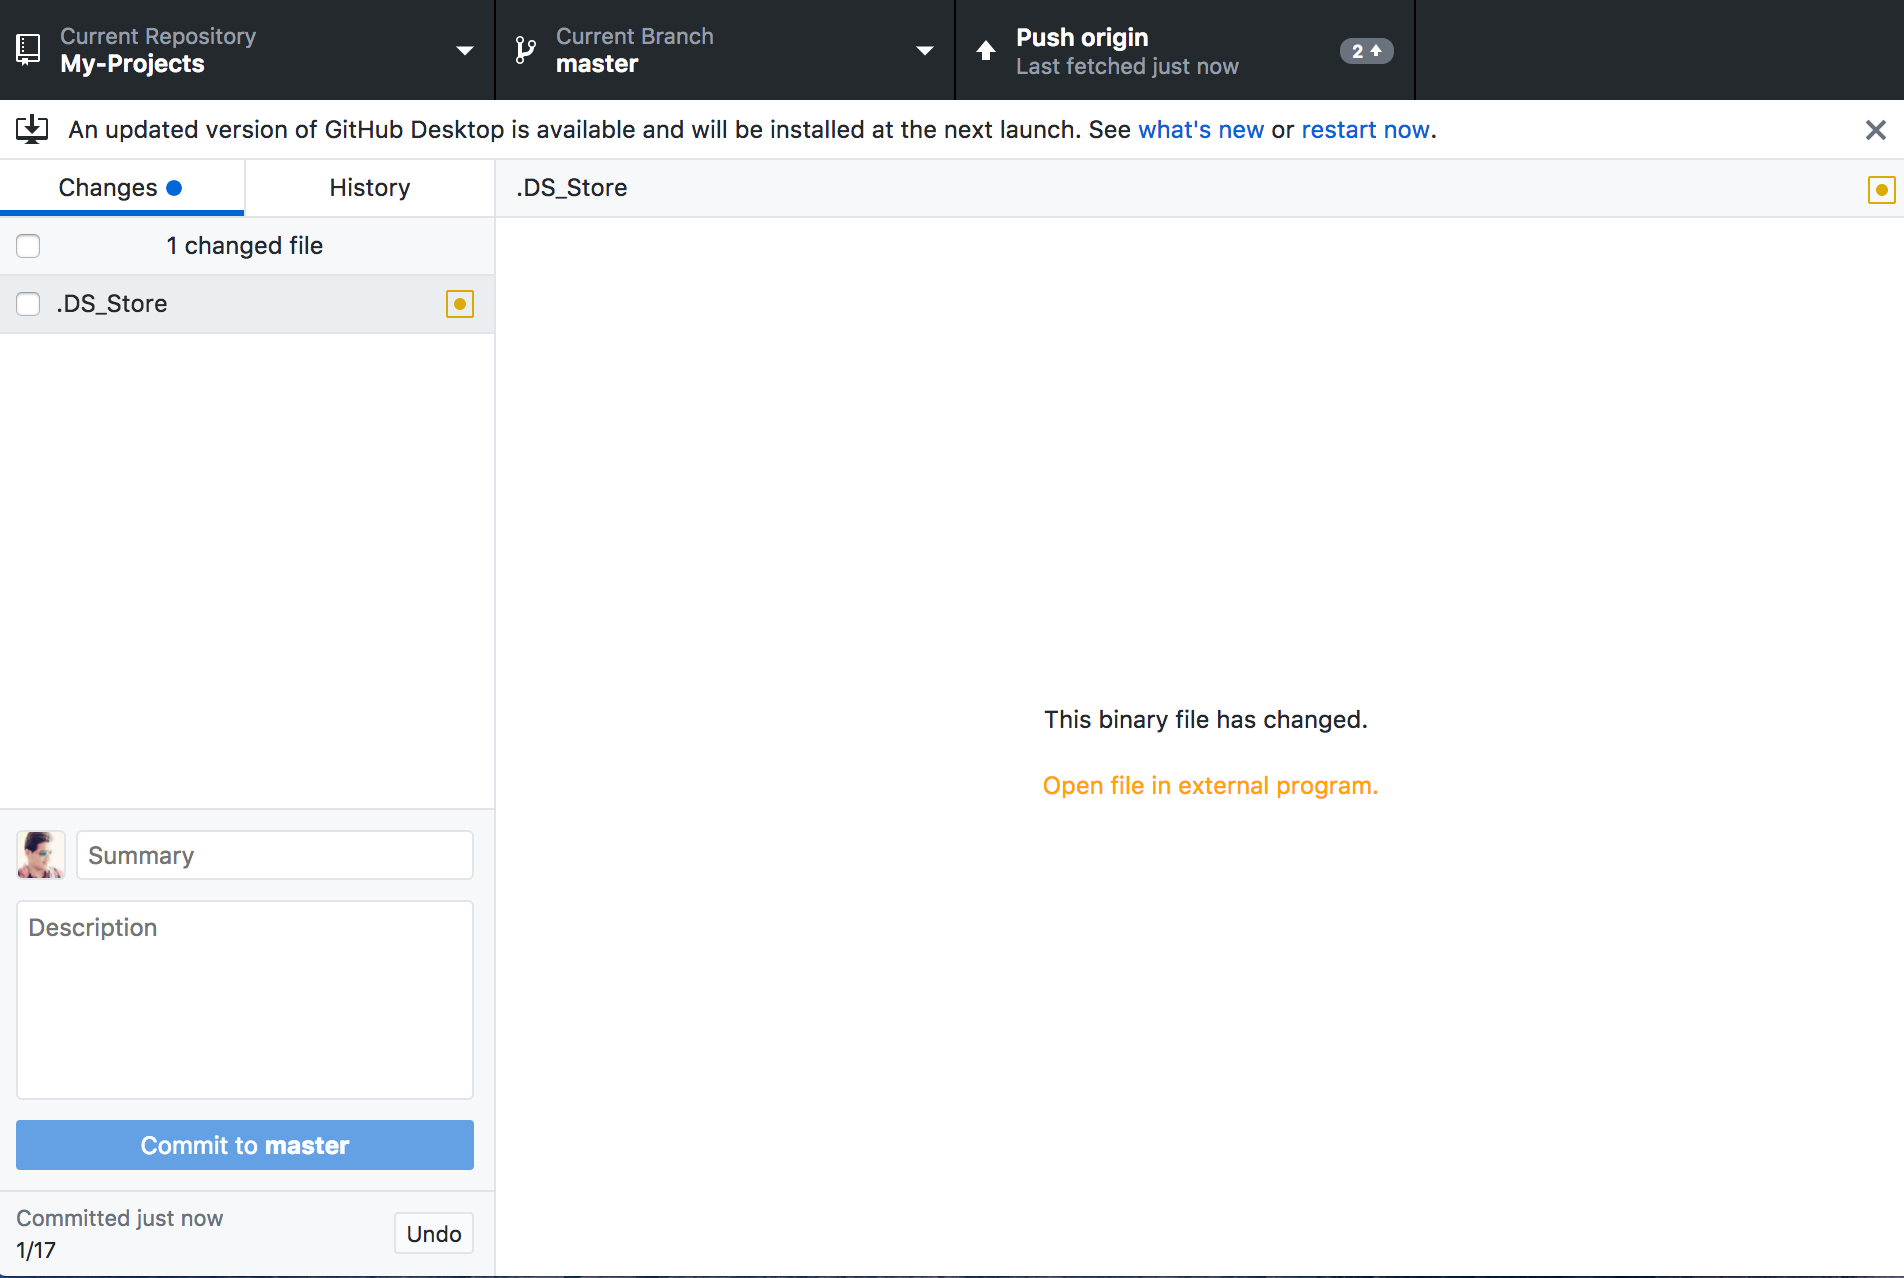 Current Repository
My-Projects
Current Branch
master
Push origin
Last fetched just now
2
An updated version of GitHub Desktop is available and will be installed at the next launch. See what's new or restart now.
Changes
History
.DS_Store
1 changed file
.DS_Store
This binary file has changed.
Open file in external program.
Summary
Description
Commit to master
Committed just now
1/17
Undo